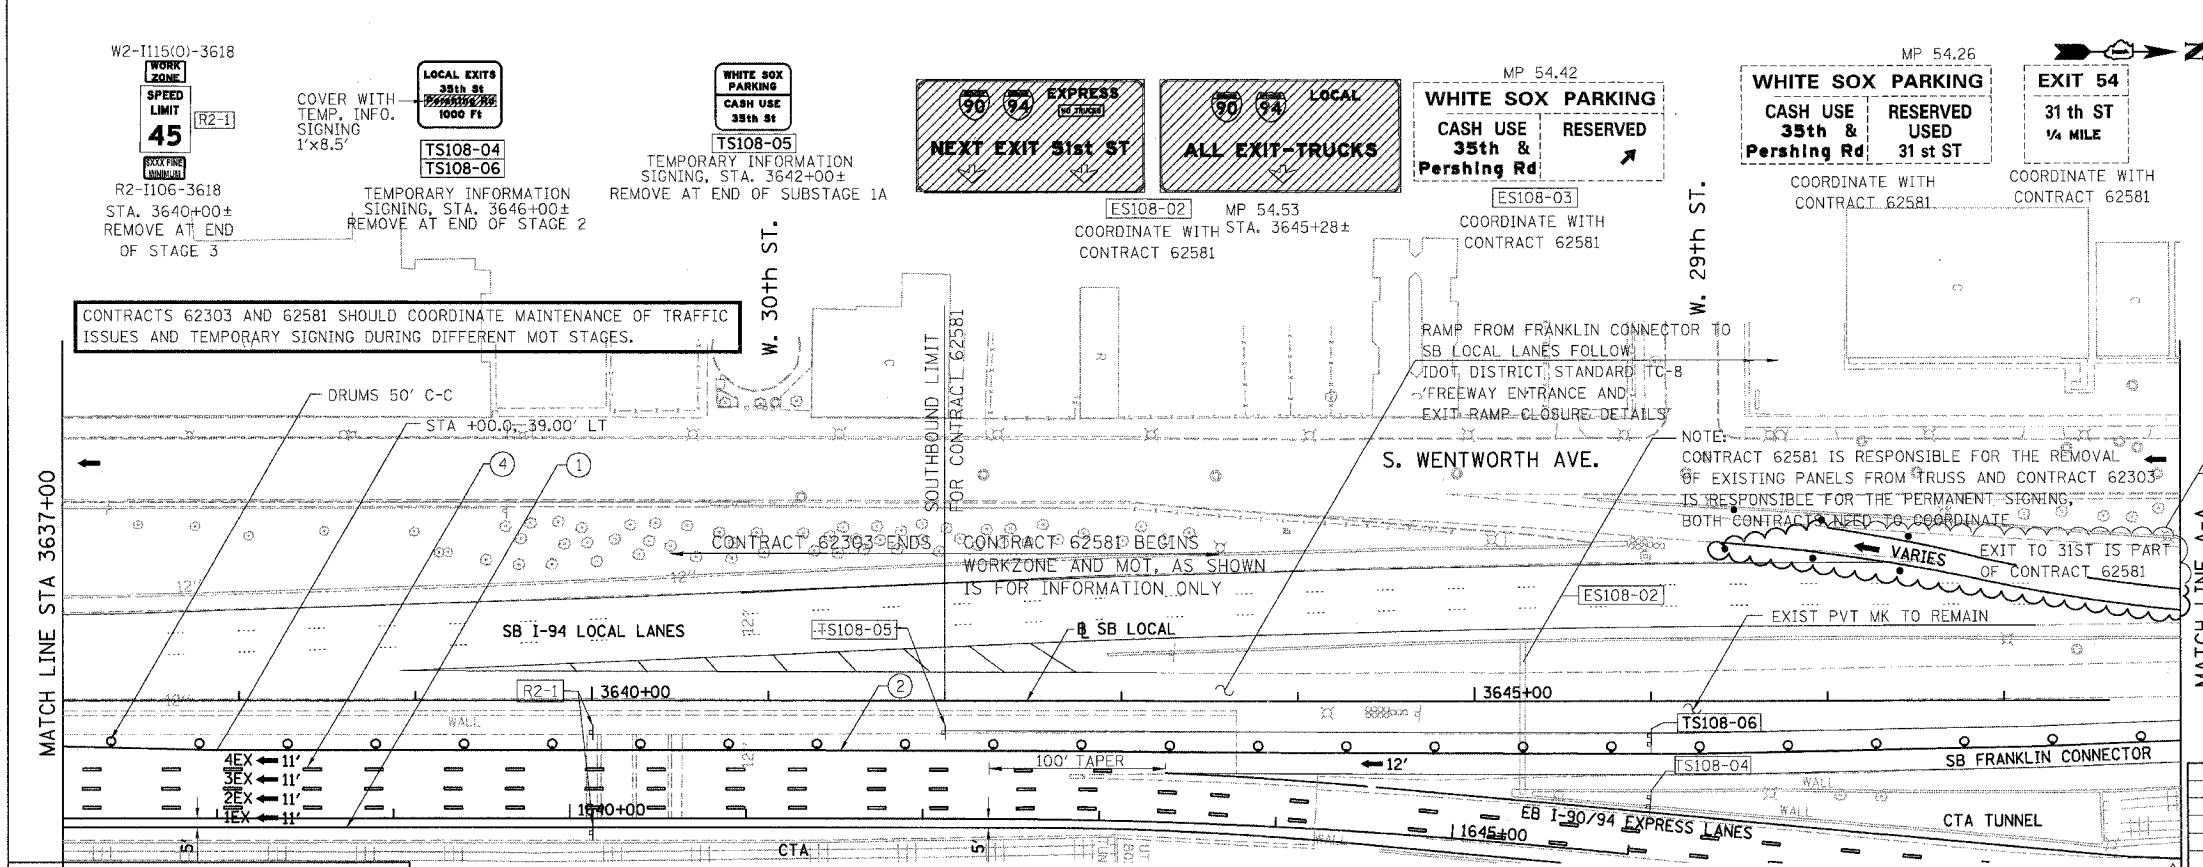 W2-I115(O)-3618
WORK
ZONE
SPEED
LIMIT
45
R2-1
$XXX FINE
MINIMUM
R2-I106-3618
STA. 3640+00±
REMOVE AT END
OF STAGE 3
COVER WITH
TEMP. INFO.
SIGNING
1'x8.5'
LOCAL EXITS
35th St
Pershing Rd
1000 Ft
TS108-04
TS108-06
TEMPORARY INFORMATION
SIGNING, STA. 3646+00±
REMOVE AT END OF STAGE 2
WHITE SOX
PARKING
CASH USE
35th St
TS108-05
TEMPORARY INFORMATION
SIGNING, STA. 3642+00±
REMOVE AT END OF SUBSTAGE 1A
90 94 EXPRESS
NO TRUCKS
NEXT EXIT 51st ST
90 94 LOCAL
ALL EXIT-TRUCKS
ES108-02
MP 54.53
COORDINATE WITH STA. 3645+28±
CONTRACT 62581
MP 54.42
WHITE SOX PARKING
CASH USE
35th &
Pershing Rd
RESERVED
ES108-03
COORDINATE WITH
CONTRACT 62581
MP 54.26
WHITE SOX PARKING
CASH USE
35th &
Pershing Rd
RESERVED
USED
31 st ST
COORDINATE WITH
CONTRACT 62581
EXIT 54
31 th ST
1/4 MILE
COORDINATE WITH
CONTRACT 62581
N
CONTRACTS 62303 AND 62581 SHOULD COORDINATE MAINTENANCE OF TRAFFIC
ISSUES AND TEMPORARY SIGNING DURING DIFFERENT MOT STAGES.
W. 30th ST.
W. 29th ST.
SOUTHBOUND LIMIT
FOR CONTRACT 62581
RAMP FROM FRANKLIN CONNECTOR TO
SB LOCAL LANES FOLLOW
IDOT DISTRICT STANDARD TC-8
'FREEWAY ENTRANCE AND
EXIT RAMP CLOSURE DETAILS'
DRUMS 50' C-C
STA +00.0, 39.00' LT
4
1
S. WENTWORTH AVE.
NOTE:
CONTRACT 62581 IS RESPONSIBLE FOR THE REMOVAL
OF EXISTING PANELS FROM TRUSS AND CONTRACT 62303
IS RESPONSIBLE FOR THE PERMANENT SIGNING,
BOTH CONTRACTS NEED TO COORDINATE
MATCH LINE STA 3637+00
CONTRACT 62303 ENDS
CONTRACT 62581 BEGINS
WORKZONE AND MOT, AS SHOWN
IS FOR INFORMATION ONLY
VARIES
EXIT TO 31ST IS PART
OF CONTRACT 62581
MATCH LINE A-A
12'
12'
12'
ES108-02
EXIST PVT MK TO REMAIN
SB I-94 LOCAL LANES
TS108-05
B SB LOCAL
12'
R2-1
3640+00
2
3645+00
WALL
TS108-06
4EX 11'
3EX 11'
2EX 11'
1EX 11'
12'
100' TAPER
12'
TS108-04
SB FRANKLIN CONNECTOR
WALL
WALL
WALL
1640+00
EB I-90/94 EXPRESS LANES
1645+00
CTA TUNNEL
5'
CTA
5'